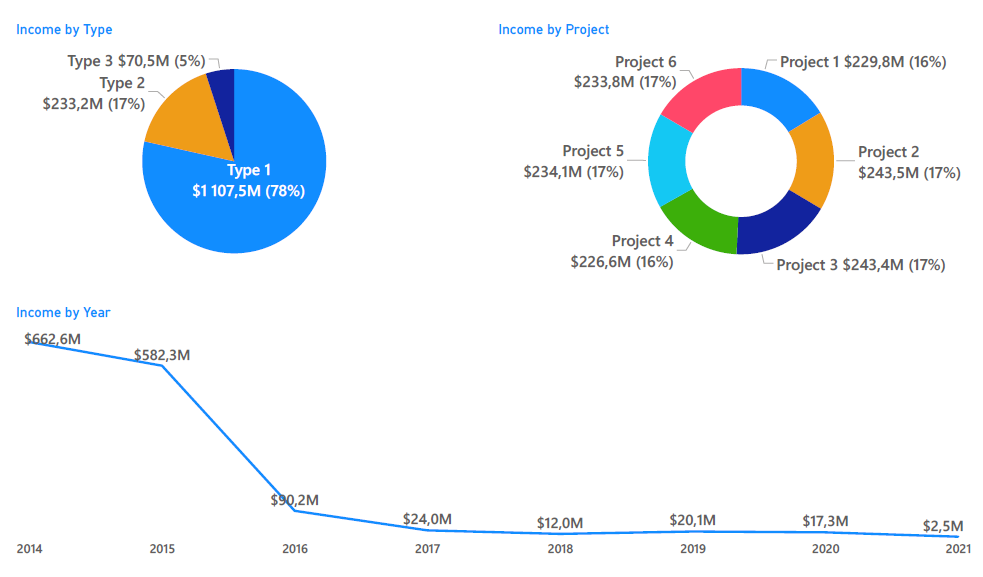 Income by Type
Type 3 $70,5M (5%)
Type 2
$233,2M (17%)
Type 1
$1 107,5M (78%)
Income by Project
Project 1 $229,8M (16%)
Project 2
$243,5M (17%)
Project 3 $243,4M (17%)
Project 4
$226,6M (16%)
Project 5
$234,1M (17%)
Project 6
$233,8M (17%)
Income by Year
$662,6M
$582,3M
$90,2M
$24,0M
$12,0M
$20,1M
$17,3M
$2,5M
2014 2015 2016 2017 2018 2019 2020 2021